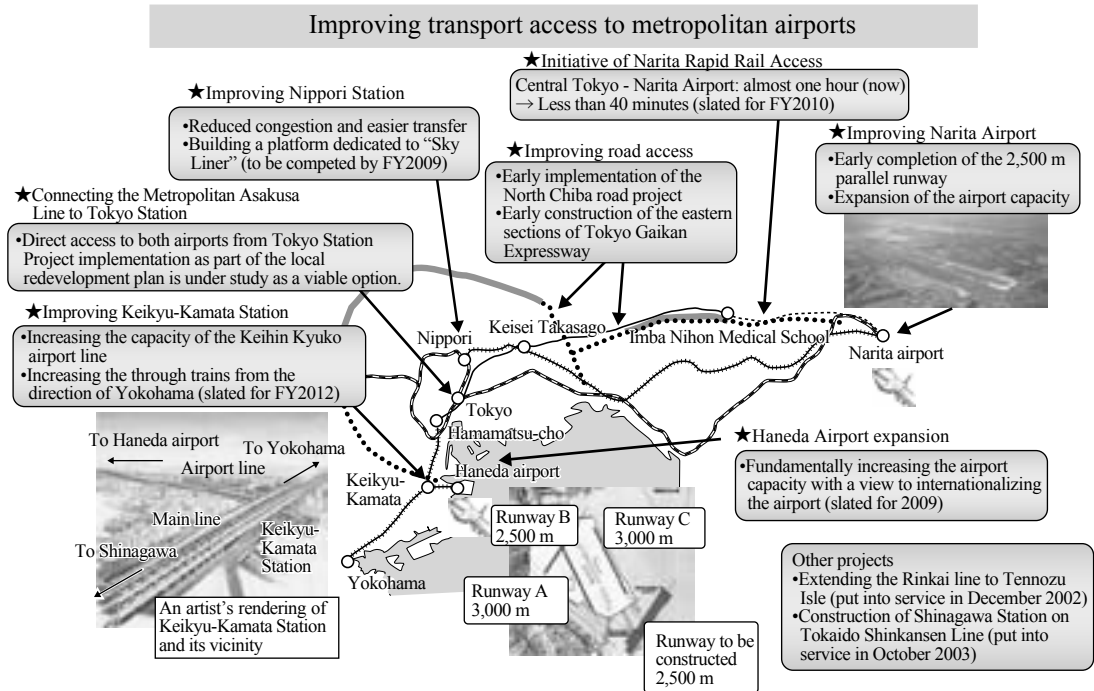 Improving transport access to metropolitan airports
★Initiative of Narita Rapid Rail Access
Central Tokyo - Narita Airport: almost one hour (now)
→ Less than 40 minutes (slated for FY2010)
★Improving Nippori Station
•Reduced congestion and easier transfer
•Building a platform dedicated to “Sky
Liner” (to be competed by FY2009)
★Improving road access
•Early implementation of the
North Chiba road project
•Early construction of the eastern
sections of Tokyo Gaikan
Expressway
★Improving Narita Airport
•Early completion of the 2,500 m
parallel runway
•Expansion of the airport capacity
★Connecting the Metropolitan Asakusa
Line to Tokyo Station
•Direct access to both airports from Tokyo Station
Project implementation as part of the local
redevelopment plan is under study as a viable option.
★Improving Keikyu-Kamata Station
•Increasing the capacity of the Keihin Kyuko
airport line
•Increasing the through trains from the
direction of Yokohama (slated for FY2012)
Nippori
Keisei Takasago
Imba Nihon Medical School
Narita airport
Tokyo
Hamamatsu-cho
Haneda airport
Keikyu-
Kamata
Yokohama
★Haneda Airport expansion
•Fundamentally increasing the airport
capacity with a view to internationalizing
the airport (slated for 2009)
To Haneda airport
Airport line
To Yokohama
Main line
To Shinagawa
Keikyu-
Kamata
Station
An artist’s rendering of
Keikyu-Kamata Station
and its vicinity
Runway B
2,500 m
Runway C
3,000 m
Runway A
3,000 m
Runway to be
constructed
2,500 m
Other projects
•Extending the Rinkai line to Tennozu
Isle (put into service in December 2002)
•Construction of Shinagawa Station on
Tokaido Shinkansen Line (put into
service in October 2003)